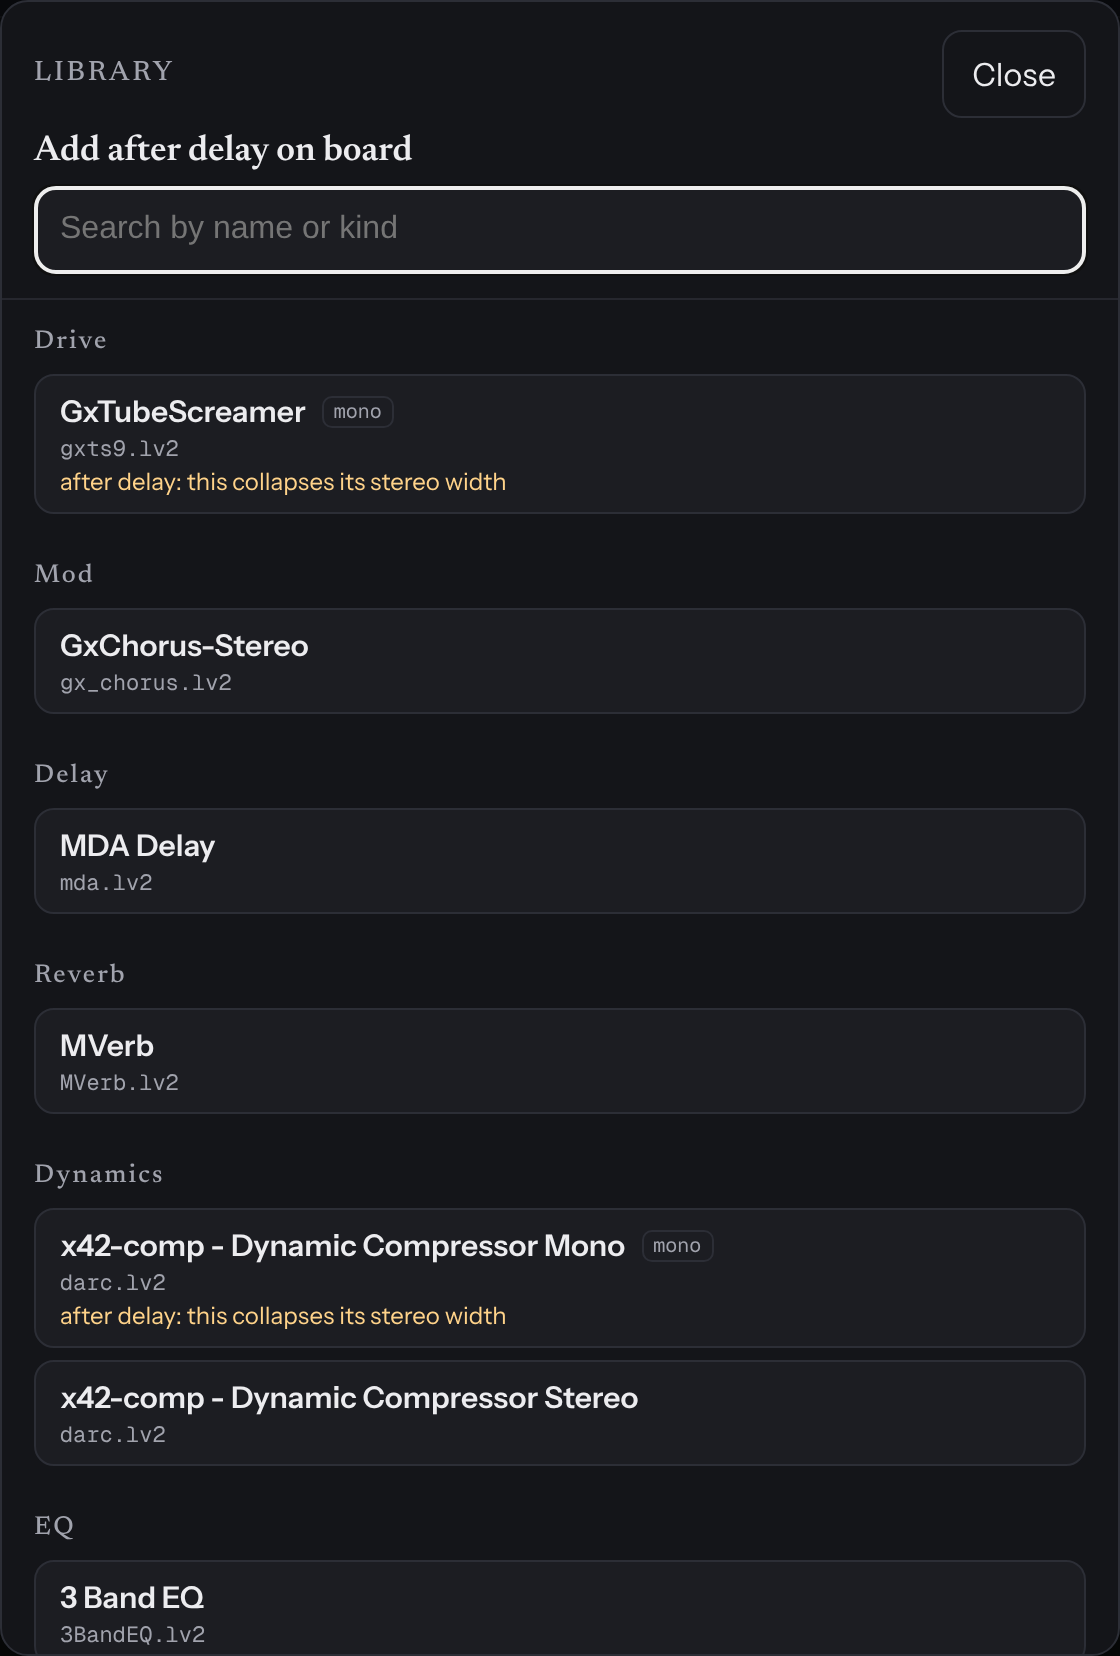 LIBRARY
Close
Add after delay on board
Search by name or kind
Drive
GxTubeScreamer mono
gxts9.lv2
after delay: this collapses its stereo width
Mod
GxChorus-Stereo
gx_chorus.lv2
Delay
MDA Delay
mda.lv2
Reverb
MVerb
MVerb.lv2
Dynamics
x42-comp - Dynamic Compressor Mono mono
darc.lv2
after delay: this collapses its stereo width
x42-comp - Dynamic Compressor Stereo
darc.lv2
EQ
3 Band EQ
3BandEQ.lv2